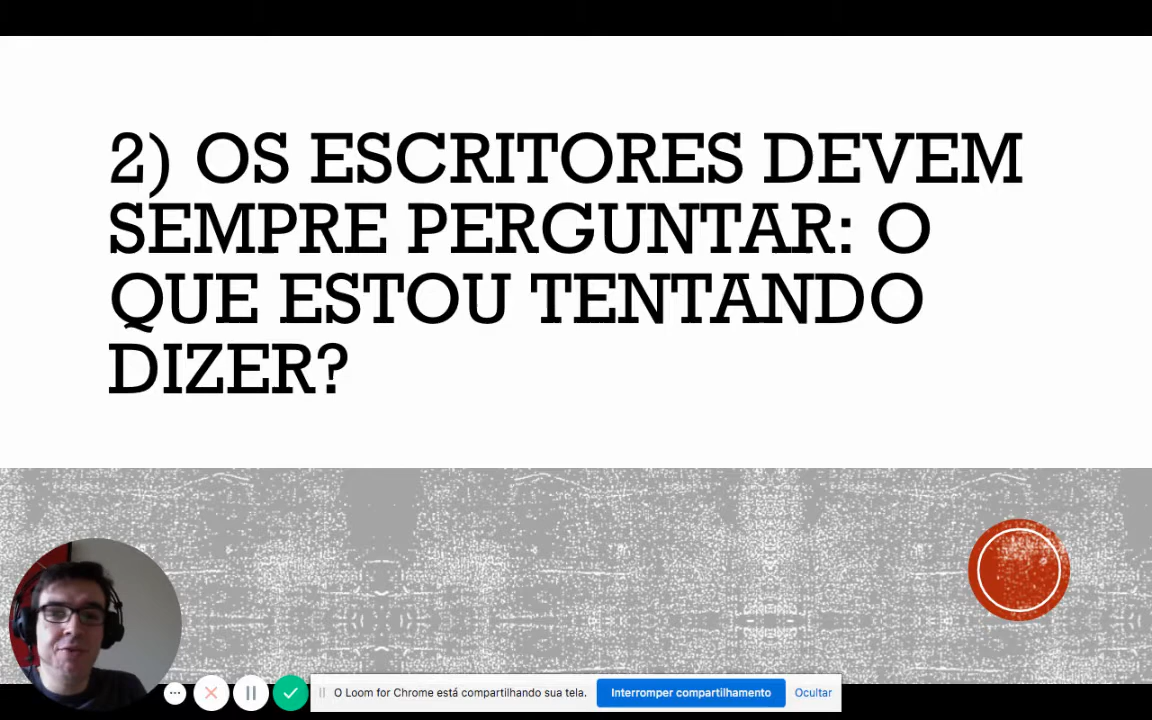 2) OS ESCRITORES DEVEM
SEMPRE PERGUNTAR: O
QUE ESTOU TENTANDO
DIZER?
O Loom for Chrome está compartilhando sua tela.
Interromper compartilhamento
Ocultar